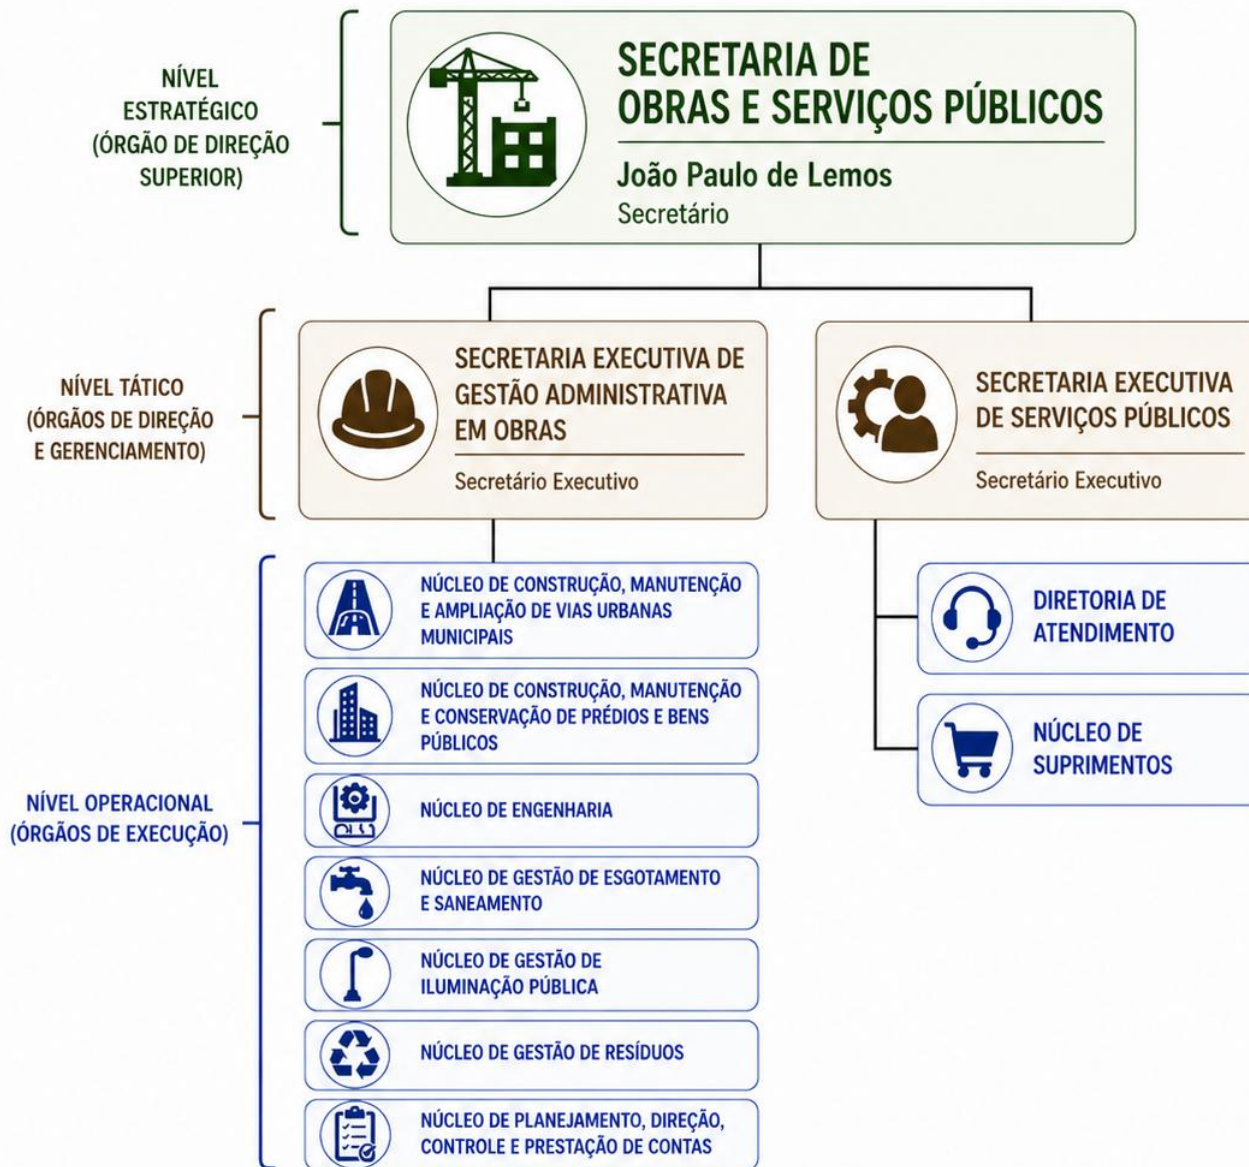 NÍVEL
ESTRATÉGICO
(ÓRGÃO DE DIREÇÃO
SUPERIOR)
SECRETARIA DE
OBRAS E SERVIÇOS PÚBLICOS
João Paulo de Lemos
Secretário
NÍVEL TÁTICO
(ÓRGÃOS DE DIREÇÃO
E GERENCIAMENTO)
SECRETARIA EXECUTIVA DE
GESTÃO ADMINISTRATIVA
EM OBRAS
Secretário Executivo
SECRETARIA EXECUTIVA
DE SERVIÇOS PÚBLICOS
Secretário Executivo
NÍVEL OPERACIONAL
(ÓRGÃOS DE EXECUÇÃO)
NÚCLEO DE CONSTRUÇÃO, MANUTENÇÃO
E AMPLIAÇÃO DE VIAS URBANAS
MUNICIPAIS
NÚCLEO DE CONSTRUÇÃO, MANUTENÇÃO
E CONSERVAÇÃO DE PRÉDIOS E BENS
PÚBLICOS
NÚCLEO DE ENGENHARIA
NÚCLEO DE GESTÃO DE ESGOTAMENTO
E SANEAMENTO
NÚCLEO DE GESTÃO DE
ILUMINAÇÃO PÚBLICA
NÚCLEO DE GESTÃO DE RESÍDUOS
NÚCLEO DE PLANEJAMENTO, DIREÇÃO,
CONTROLE E PRESTAÇÃO DE CONTAS
DIRETORIA DE
ATENDIMENTO
NÚCLEO DE
SUPRIMENTOS